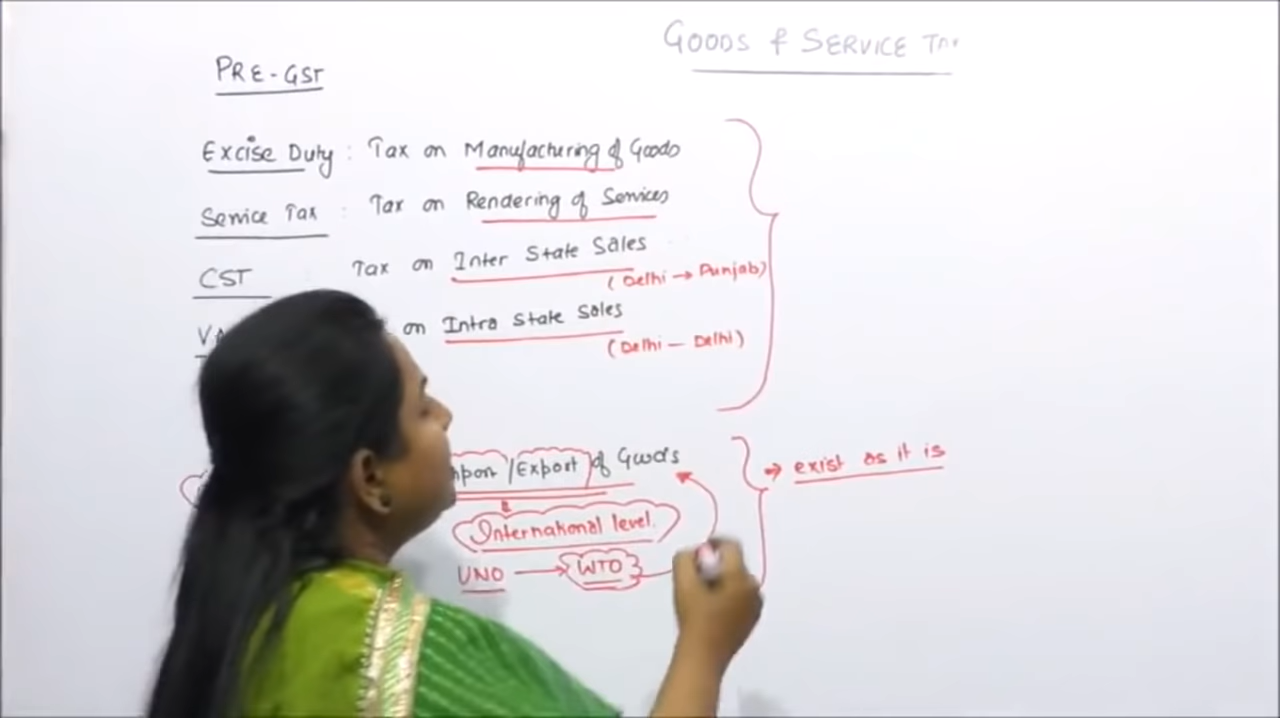 GOODS & SERVICE TAX
PRE-GST
Excise Duty : Tax on Manufacturing of Goods
Service Tax : Tax on Rendering of Services
CST : Tax on Inter State Sales
(Delhi → Punjab)
on Intra State Sales
(Delhi — Delhi)
/Export of Goods
→ exist as it is
International level.
UNO → WTO